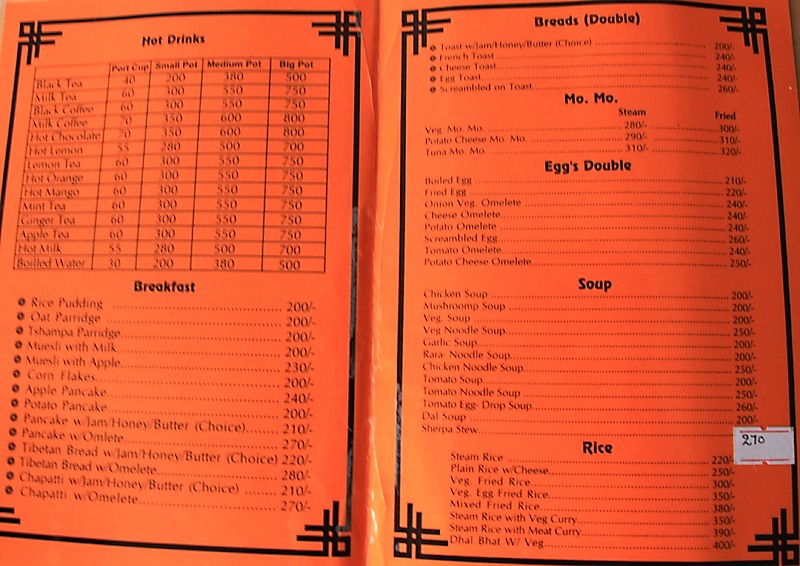 Hot Drinks
Port Cup Small Pot Medium Pot Big Pot
Black Tea 40 200 380 500
Milk Tea 60 300 550 750
Black Coffee 60 300 550 750
Milk Coffee 70 350 600 800
Hot Chocolate 70 350 600 800
Hot Lemon 55 280 500 700
Lemon Tea 60 300 550 750
Hot Orange 60 300 550 750
Hot Mango 60 300 550 750
Mint Tea 60 300 550 750
Ginger Tea 60 300 550 750
Apple Tea 60 300 550 750
Hot Milk 55 280 500 700
Boilled Water 30 200 380 500
Breakfast
Rice Pudding 200/-
Oat Parridge 200/-
Tshampa Parridge 200/-
Muesli with Milk 200/-
Muesli with Apple 230/-
Corn Flakes 200/-
Apple Pancake 240/-
Potato Pancake 200/-
Pancake w/Jam/Honey/Butter (Choice) 210/-
Pancake w/Omlete 270/-
Tibetan Bread w/Jam/Honey/Butter (Choice) 220/-
Tibetan Bread w/Omelete 280/-
Chapatti w/Jam/Honey/Butter (Choice) 210/-
Chapatti w/Omelete 270/-
Breads (Double)
Toast w/Jam/Honey/Butter (Choice) 200/-
French Toast 240/-
Cheese Toast 240/-
Egg Toast 240/-
Scrambled on Toast 260/-
Mo. Mo.
Steam Fried
Veg. Mo. Mo. 280/- 300/-
Potato Cheese Mo. Mo. 290/- 310/-
Tuna Mo. Mo. 310/- 320/-
Egg's Double
Boiled Egg 210/-
Fried Egg 220/-
Onion Veg. Omelete 240/-
Cheese Omelete 240/-
Potato Omelete 240/-
Screambled Egg 260/-
Tomato Omelete 240/-
Potato Cheese Omelete 250/-
Soup
Chicken Soup 200/-
Mushroomp Soup 200/-
Veg. Soup 200/-
Veg Noodle Soup 250/-
Garlic Soup 200/-
Rara- Noodle Soup 200/-
Chicken Noodle Soup 250/-
Tomato Soup 200/-
Tomato Noodle Soup 250/-
Tomato Egg- Drop Soup 260/-
Dal Soup 200/-
Sherpa Stew 270
Rice
Steam Rice 220/-
Plain Rice w/Cheese 250/-
Veg. Fried Rice 300/-
Veg. Egg Fried Rice 350/-
Mixed Fried Rice 380/-
Steam Rice with Veg Curry 350/-
Steam Rice with Meat Curry 390/-
Dhal Bhat W/ Veg 400/-